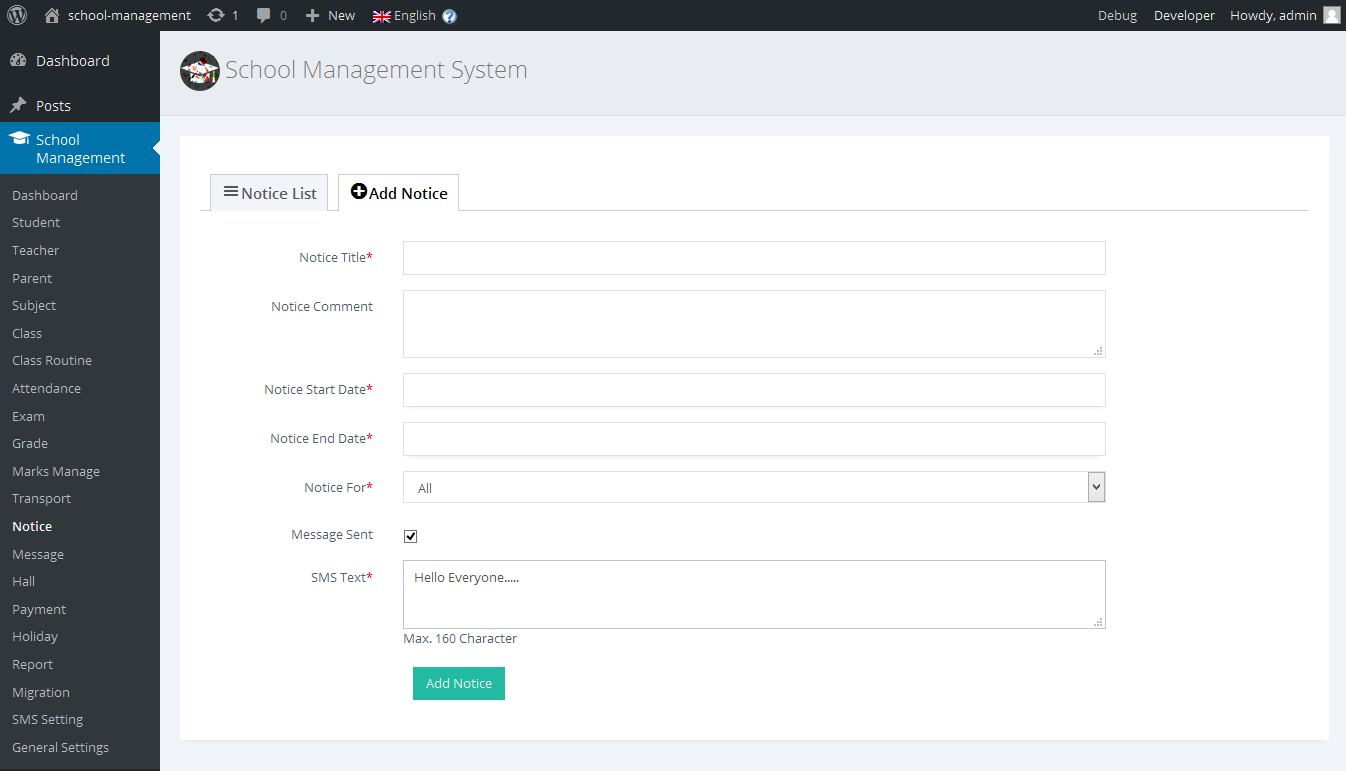 school-management 1 0 New English ? Debug Developer Howdy, admin
Dashboard
Posts
School
Management
Dashboard
Student
Teacher
Parent
Subject
Class
Class Routine
Attendance
Exam
Grade
Marks Manage
Transport
Notice
Message
Hall
Payment
Holiday
Report
Migration
SMS Setting
General Settings
School Management System
Notice List Add Notice
Notice Title*
Notice Comment
Notice Start Date*
Notice End Date*
Notice For* All
Message Sent
SMS Text* Hello Everyone.....
Max. 160 Character
Add Notice